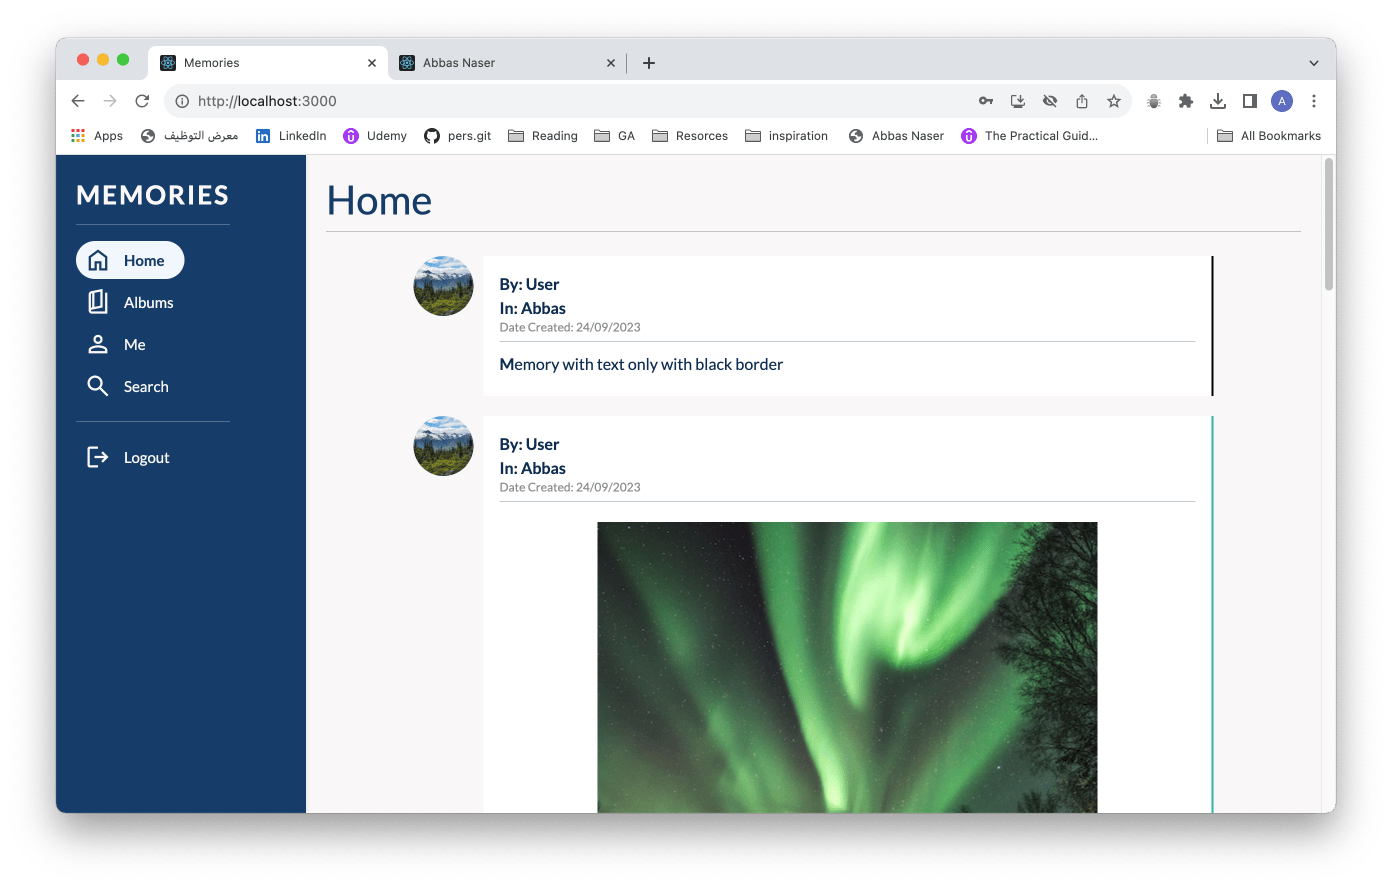 Memories
Abbas Naser
http://localhost:3000
A
Apps
معرض التوظيف
LinkedIn
Udemy
pers.git
Reading
GA
Resorces
inspiration
Abbas Naser
The Practical Guid...
All Bookmarks
MEMORIES
Home
Albums
Me
Search
Logout
Home
By: User
In: Abbas
Date Created: 24/09/2023
Memory with text only with black border
By: User
In: Abbas
Date Created: 24/09/2023